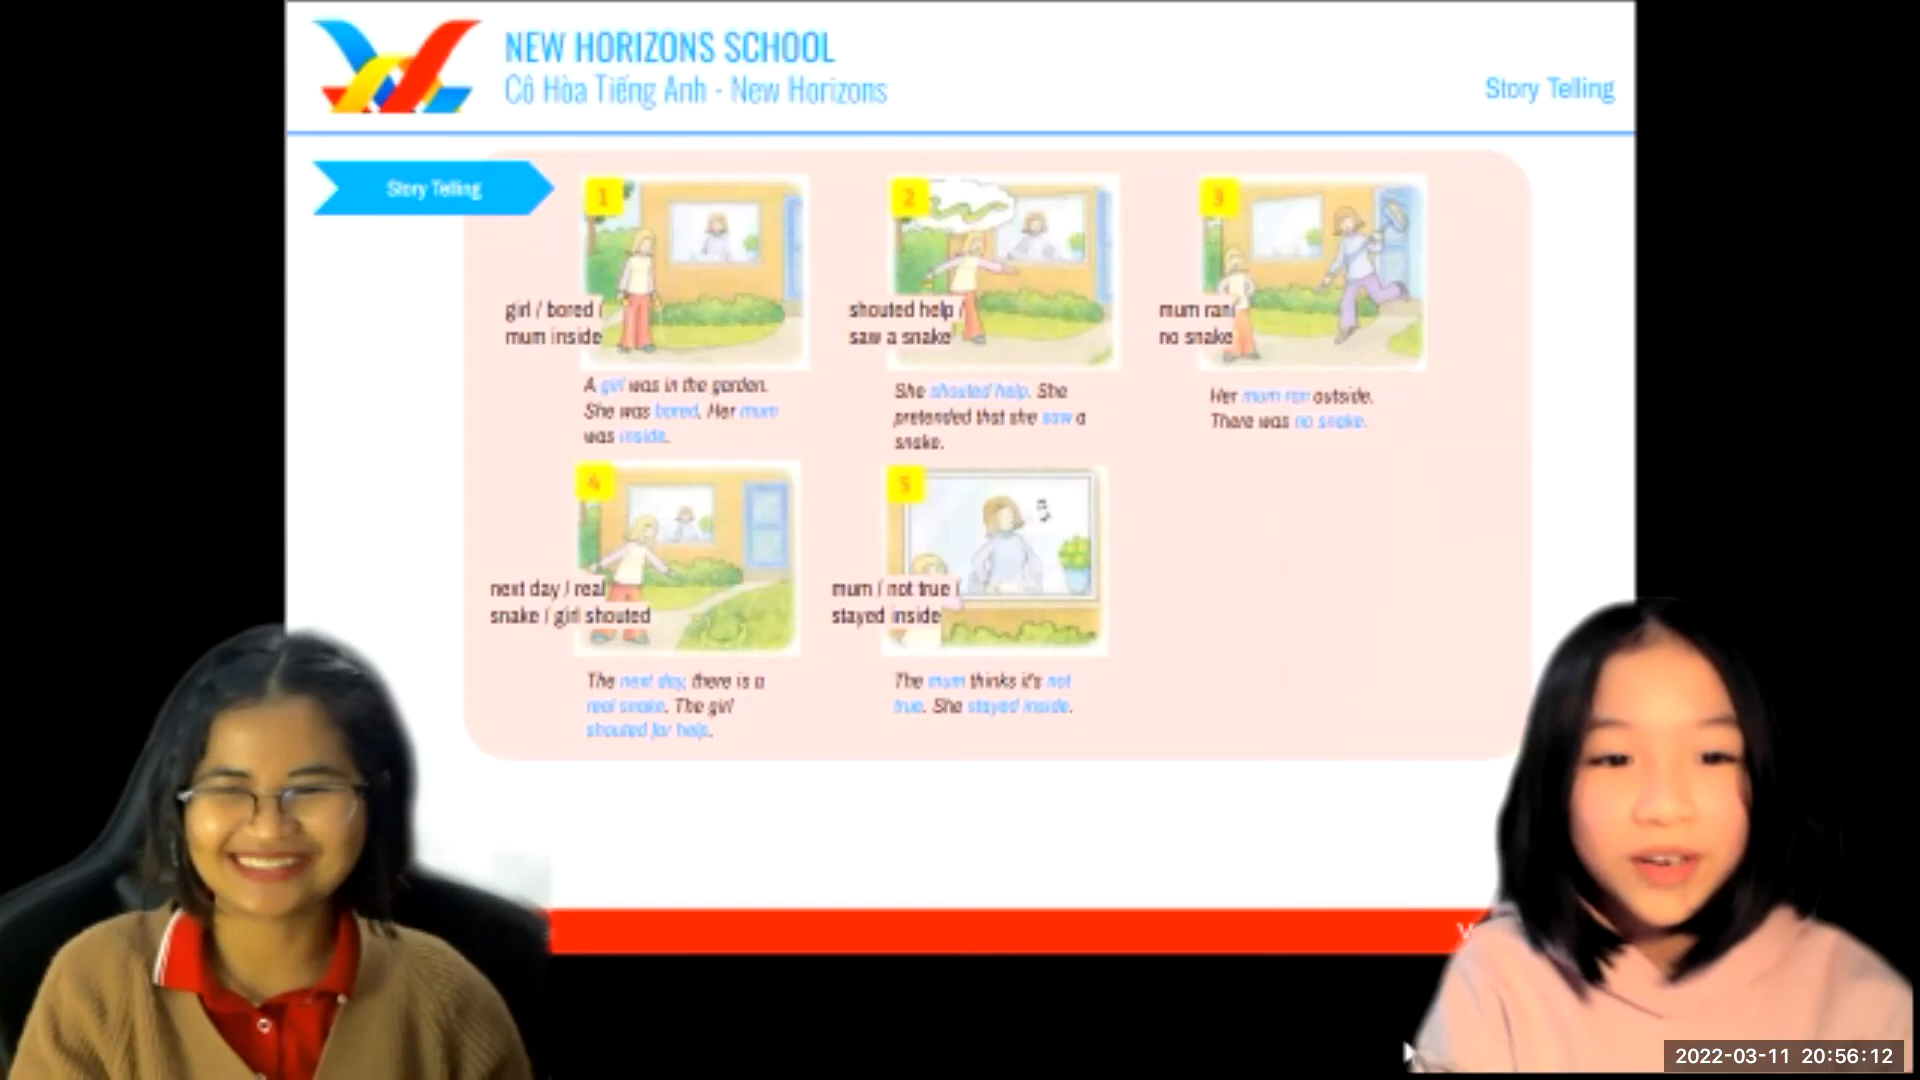 NEW HORIZONS SCHOOL
Cô Hòa Tiếng Anh - New Horizons
Story Telling
Story Telling
1
girl / bored /
mum inside
A girl was in the garden.
She was bored. Her mum
was inside.
2
shouted help /
saw a snake
She shouted help. She
pretended that she saw a
snake.
3
mum ran
no snake
Her mum ran outside.
There was no snake.
4
next day / real
snake / girl shouted
The next day, there is a
real snake. The girl
shouted for help.
5
mum / not true /
stayed inside
The mum thinks it's not
true. She stayed inside.
2022-03-11 20:56:12